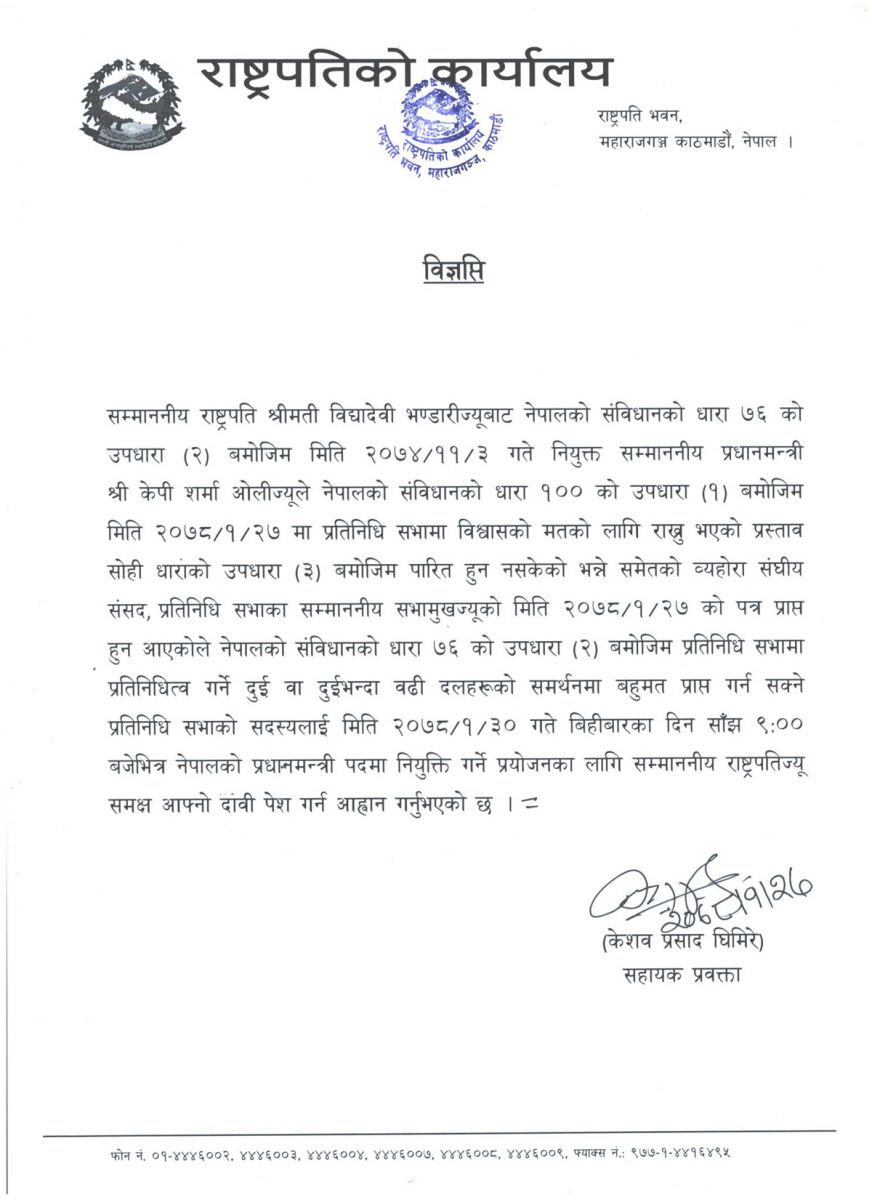 राष्ट्रपतिको कार्यालय
राष्ट्रपतिको कार्यालय
राष्ट्रपति भवन, महाराजगञ्ज, काठमाडौं
राष्ट्रपति भवन,
महाराजगञ्ज काठमाडौं, नेपाल ।
विज्ञप्ति
सम्माननीय राष्ट्रपति श्रीमती विद्यादेवी भण्डारीज्यूबाट नेपालको संविधानको धारा ७६ को
उपधारा (२) बमोजिम मिति २०७४/११/३ गते नियुक्त सम्माननीय प्रधानमन्त्री
श्री केपी शर्मा ओलीज्यूले नेपालको संविधानको धारा १०० को उपधारा (१) बमोजिम
मिति २०७८/१/२७ मा प्रतिनिधि सभामा विश्वासको मतको लागि राख्नु भएको प्रस्ताव
सोही धाराको उपधारा (३) बमोजिम पारित हुन नसकेको भन्ने समेतको व्यहोरा संघीय
संसद, प्रतिनिधि सभाका सम्माननीय सभामुखज्यूको मिति २०७८/१/२७ को पत्र प्राप्त
हुन आएकोले नेपालको संविधानको धारा ७६ को उपधारा (२) बमोजिम प्रतिनिधि सभामा
प्रतिनिधित्व गर्ने दुई वा दुईभन्दा वढी दलहरूको समर्थनमा बहुमत प्राप्त गर्न सक्ने
प्रतिनिधि सभाको सदस्यलाई मिति २०७८/१/३० गते बिहीबारका दिन साँझ ९:००
बजेभित्र नेपालको प्रधानमन्त्री पदमा नियुक्ति गर्ने प्रयोजनका लागि सम्माननीय राष्ट्रपतिज्यू
समक्ष आफ्नो दावी पेश गर्न आह्वान गर्नुभएको छ ।
२०७८/१/२७
(केशव प्रसाद घिमिरे)
सहायक प्रवक्ता
फोन नं. ०१-४४४६००२, ४४४६००३, ४४४६००४, ४४४६००७, ४४४६००८, ४४४६००९, फ्याक्स नं.: ९७७-१-४४१६४९५